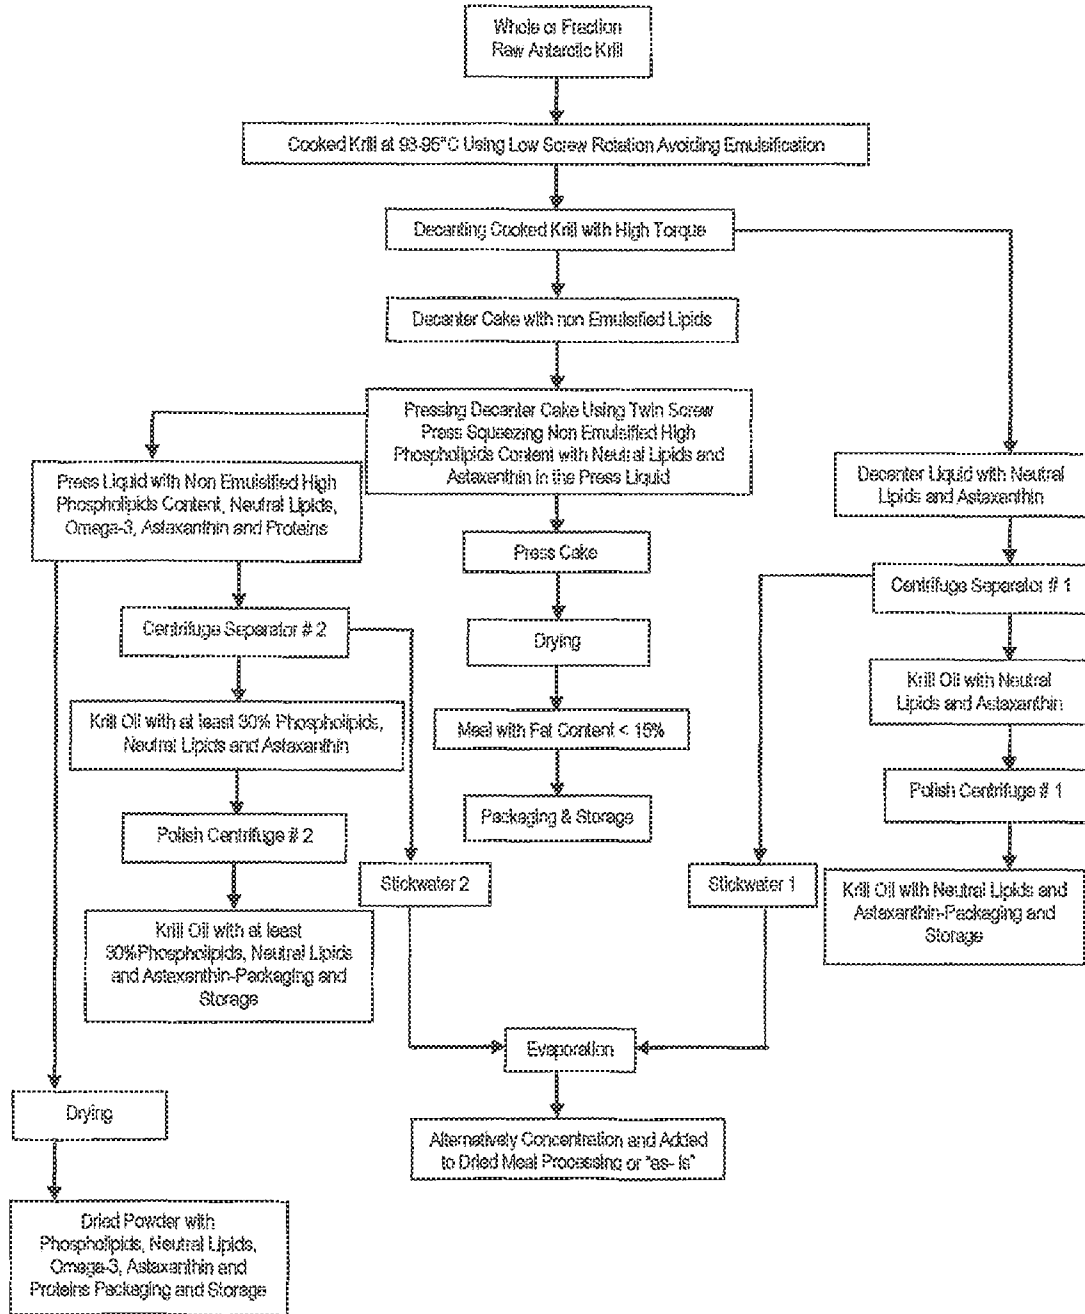 Whole or Fraction
Raw Antarctic Krill
Cooked Krill at 93-95°C Using Low Screw Rotation Avoiding Emulsification
Decanting Cooked Krill with High Torque
Decanter Cake with non Emulsified Lipids
Pressing Decanter Cake Using Twin Screw
Press Squeezing Non Emulsified High
Phospholipids Content with Neutral Lipids and
Astaxanthin in the Press Liquid
Press Liquid with Non Emulsified High
Phospholipids Content, Neutral Lipids,
Omega-3, Astaxanthin and Proteins
Decanter Liquid with Neutral
Lipids and Astaxanthin
Press Cake
Centrifuge Separator # 1
Centrifuge Separator # 2
Drying
Krill Oil with Neutral
Lipids and Astaxanthin
Krill Oil with at least 30% Phospholipids,
Neutral Lipids and Astaxanthin
Meal with Fat Content < 15%
Polish Centrifuge # 1
Packaging & Storage
Polish Centrifuge # 2
Stickwater 2
Stickwater 1
Krill Oil with Neutral Lipids and
Astaxanthin-Packaging and
Storage
Krill Oil with at least
30%Phospholipids, Neutral Lipids
and Astaxanthin-Packaging and
Storage
Evaporation
Drying
Alternatively Concentration and Added
to Dried Meal Processing or "as- is"
Dried Powder with
Phospholipids, Neutral Lipids,
Omega-3, Astaxanthin and
Proteins Packaging and Storage